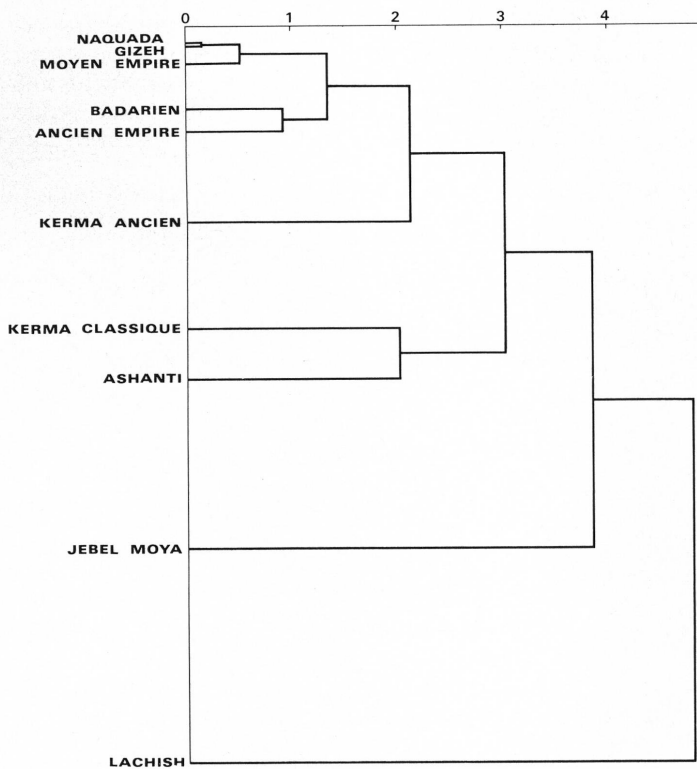 0 1 2 3 4
NAQUADA
GIZEH
MOYEN EMPIRE
BADARIEN
ANCIEN EMPIRE
KERMA ANCIEN
KERMA CLASSIQUE
ASHANTI
JEBEL MOYA
LACHISH